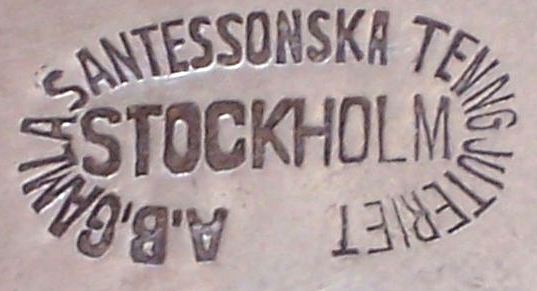 A.B. GAMLA SANTESSONSKA TENNGJUTERIET
STOCKHOLM